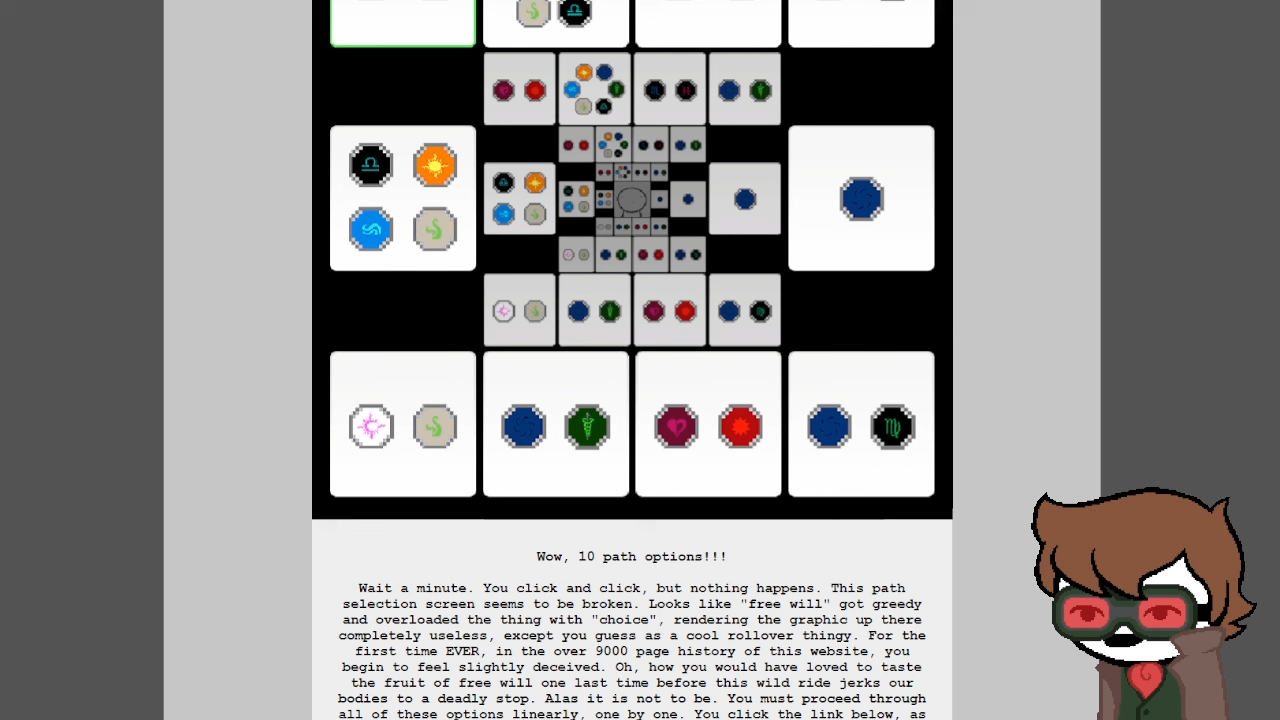 Wow, 10 path options!!!
Wait a minute. You click and click, but nothing happens. This path
selection screen seems to be broken. Looks like "free will" got greedy
and overloaded the thing with "choice", rendering the graphic up there
completely useless, except you guess as a cool rollover thingy. For the
first time EVER, in the over 9000 page history of this website, you
begin to feel slightly deceived. Oh, how you would have loved to taste
the fruit of free will one last time before this wild ride jerks our
bodies to a deadly stop. Alas it is not to be. You must proceed through
all of these options linearly, one by one. You click the link below, as